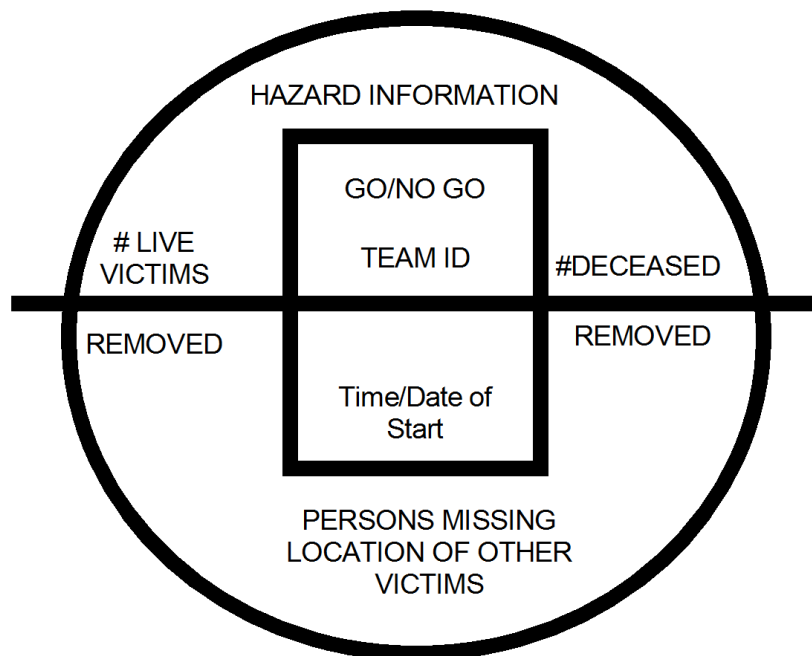 HAZARD INFORMATION
GO/NO GO
TEAM ID
# LIVE
VICTIMS
#DECEASED
REMOVED
REMOVED
Time/Date of
Start
PERSONS MISSING
LOCATION OF OTHER
VICTIMS